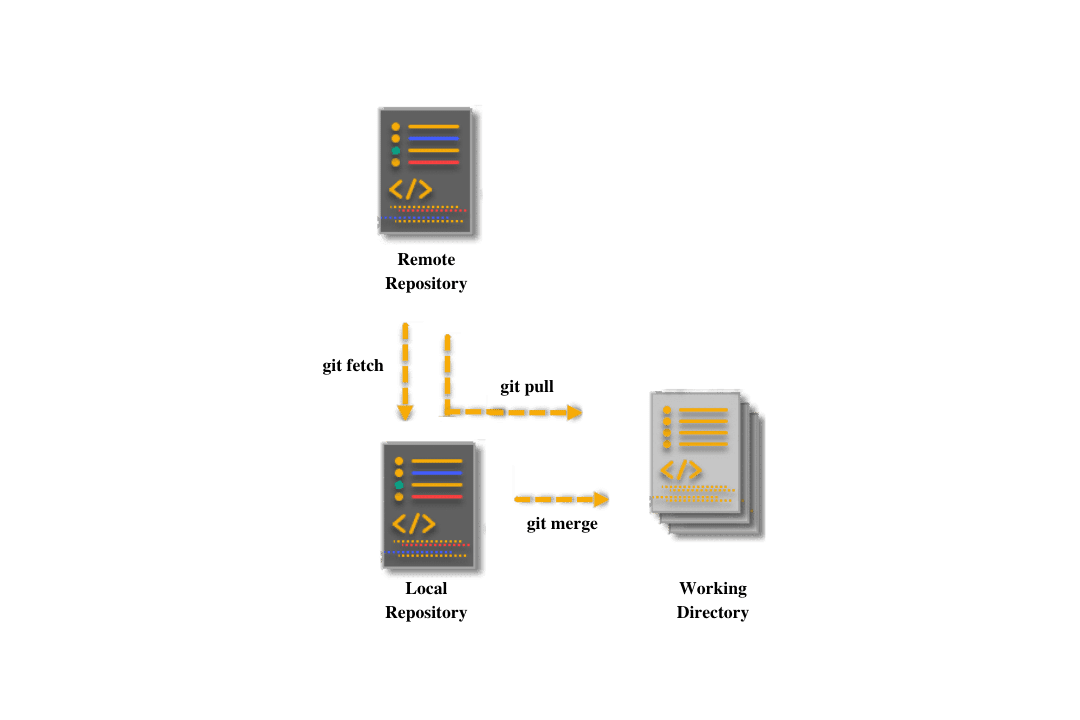 </>
Remote
Repository
git fetch
git pull
</>
</>
git merge
Local
Repository
Working
Directory